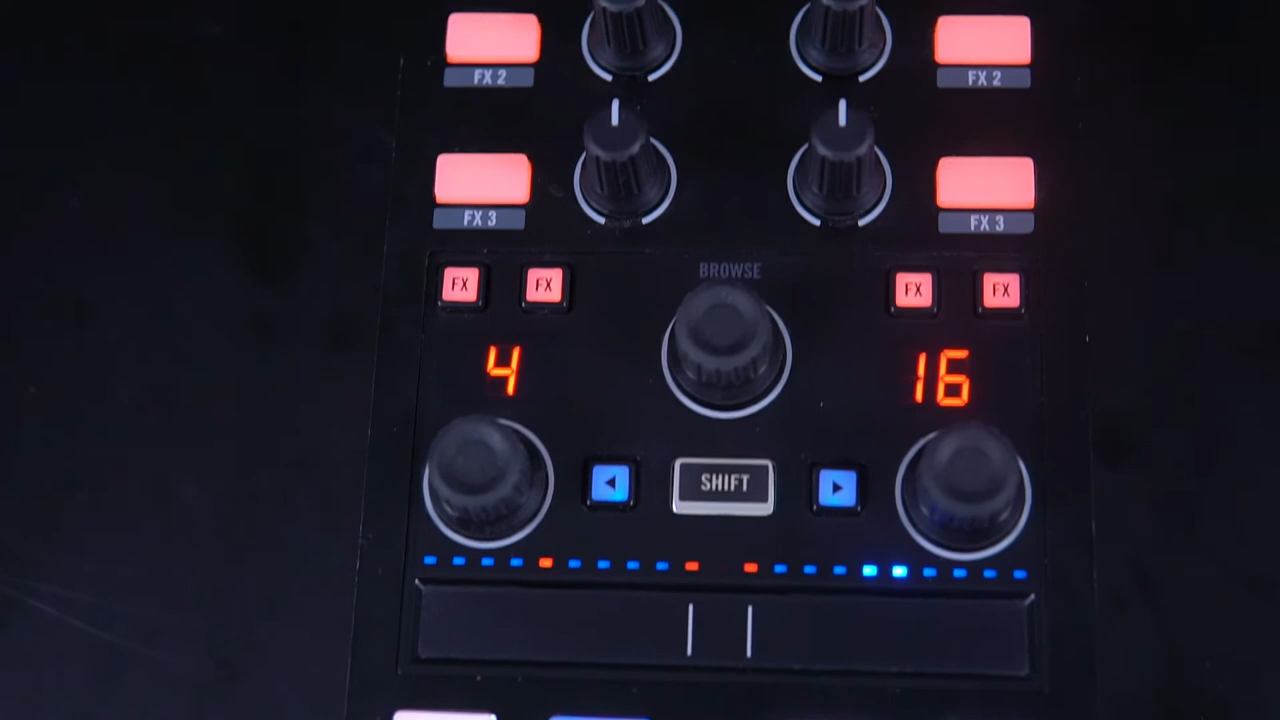 FX 2 FX 2
FX 3 FX 3
BROWSE
FX FX FX FX
4 16
SHIFT